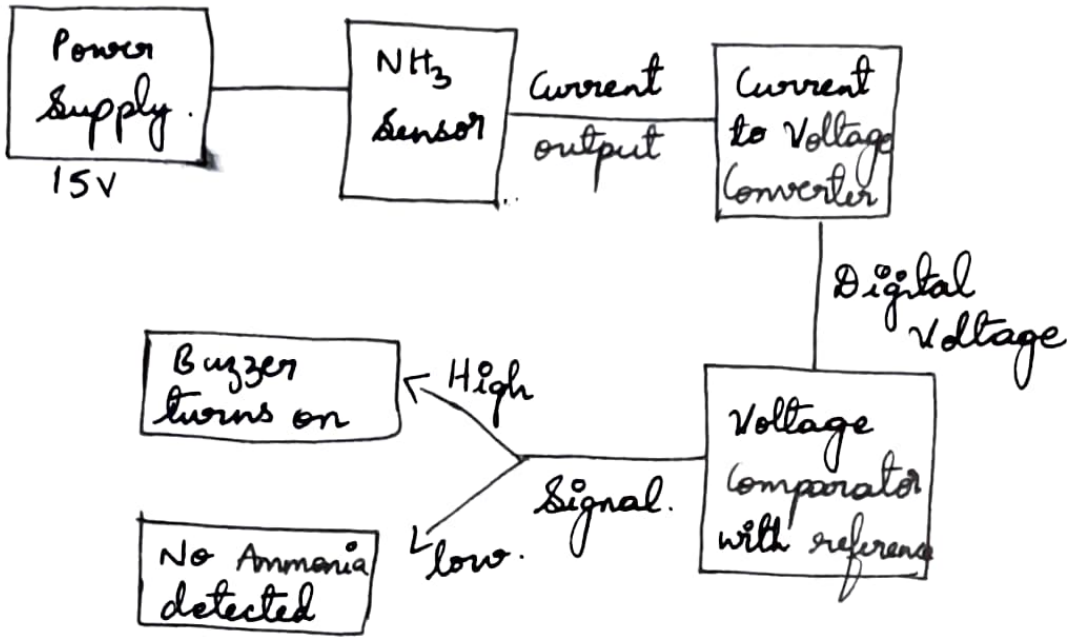 Power
Supply.
15V
NH3
Sensor
Current
output
Current
to Voltage
Converter
Digital
Voltage
Voltage
Comparator
with reference
Signal.
High
low.
Buzzer
turns on
No Ammonia
detected